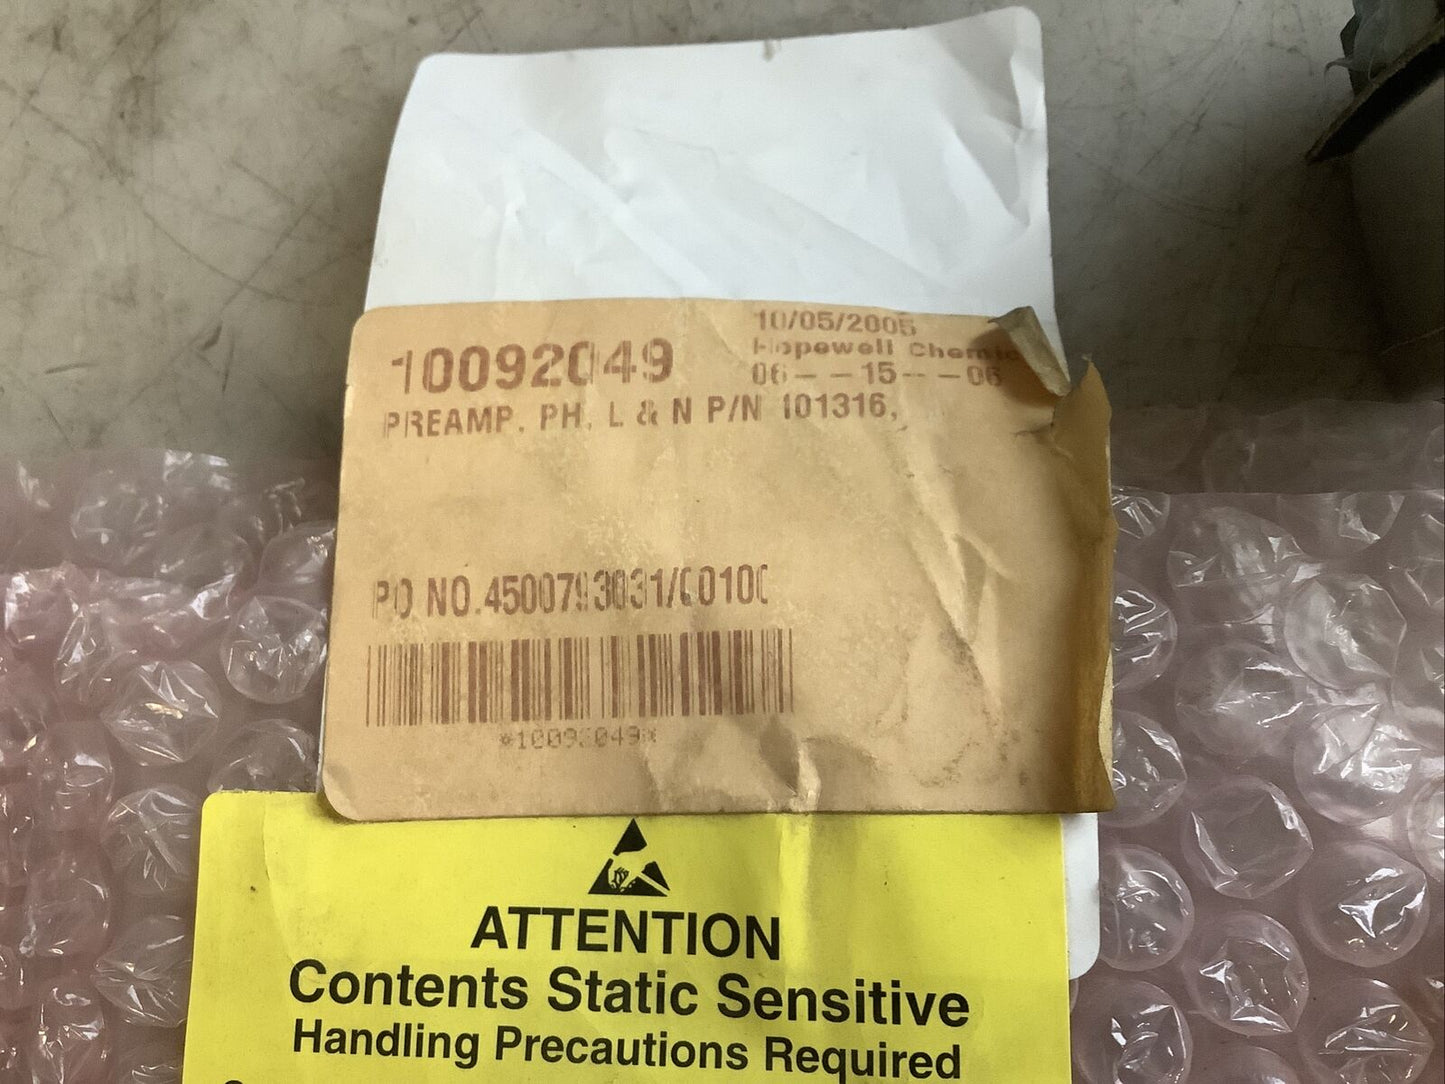 10092049
10/05/2005
Hopewell
06--15--06
PREAMP, PH, L & N P/N 101316,
PO NO.4500793031/00100
*10092049*
ATTENTION
Contents Static Sensitive
Handling Precautions Required